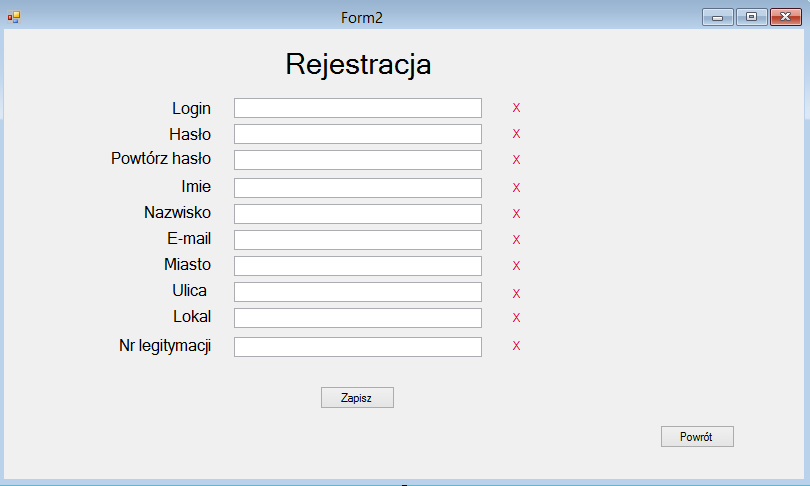 Form2
Rejestracja
Login X
Hasło X
Powtórz hasło X
Imie X
Nazwisko X
E-mail X
Miasto X
Ulica X
Lokal X
Nr legitymacji X
Zapisz
Powrót